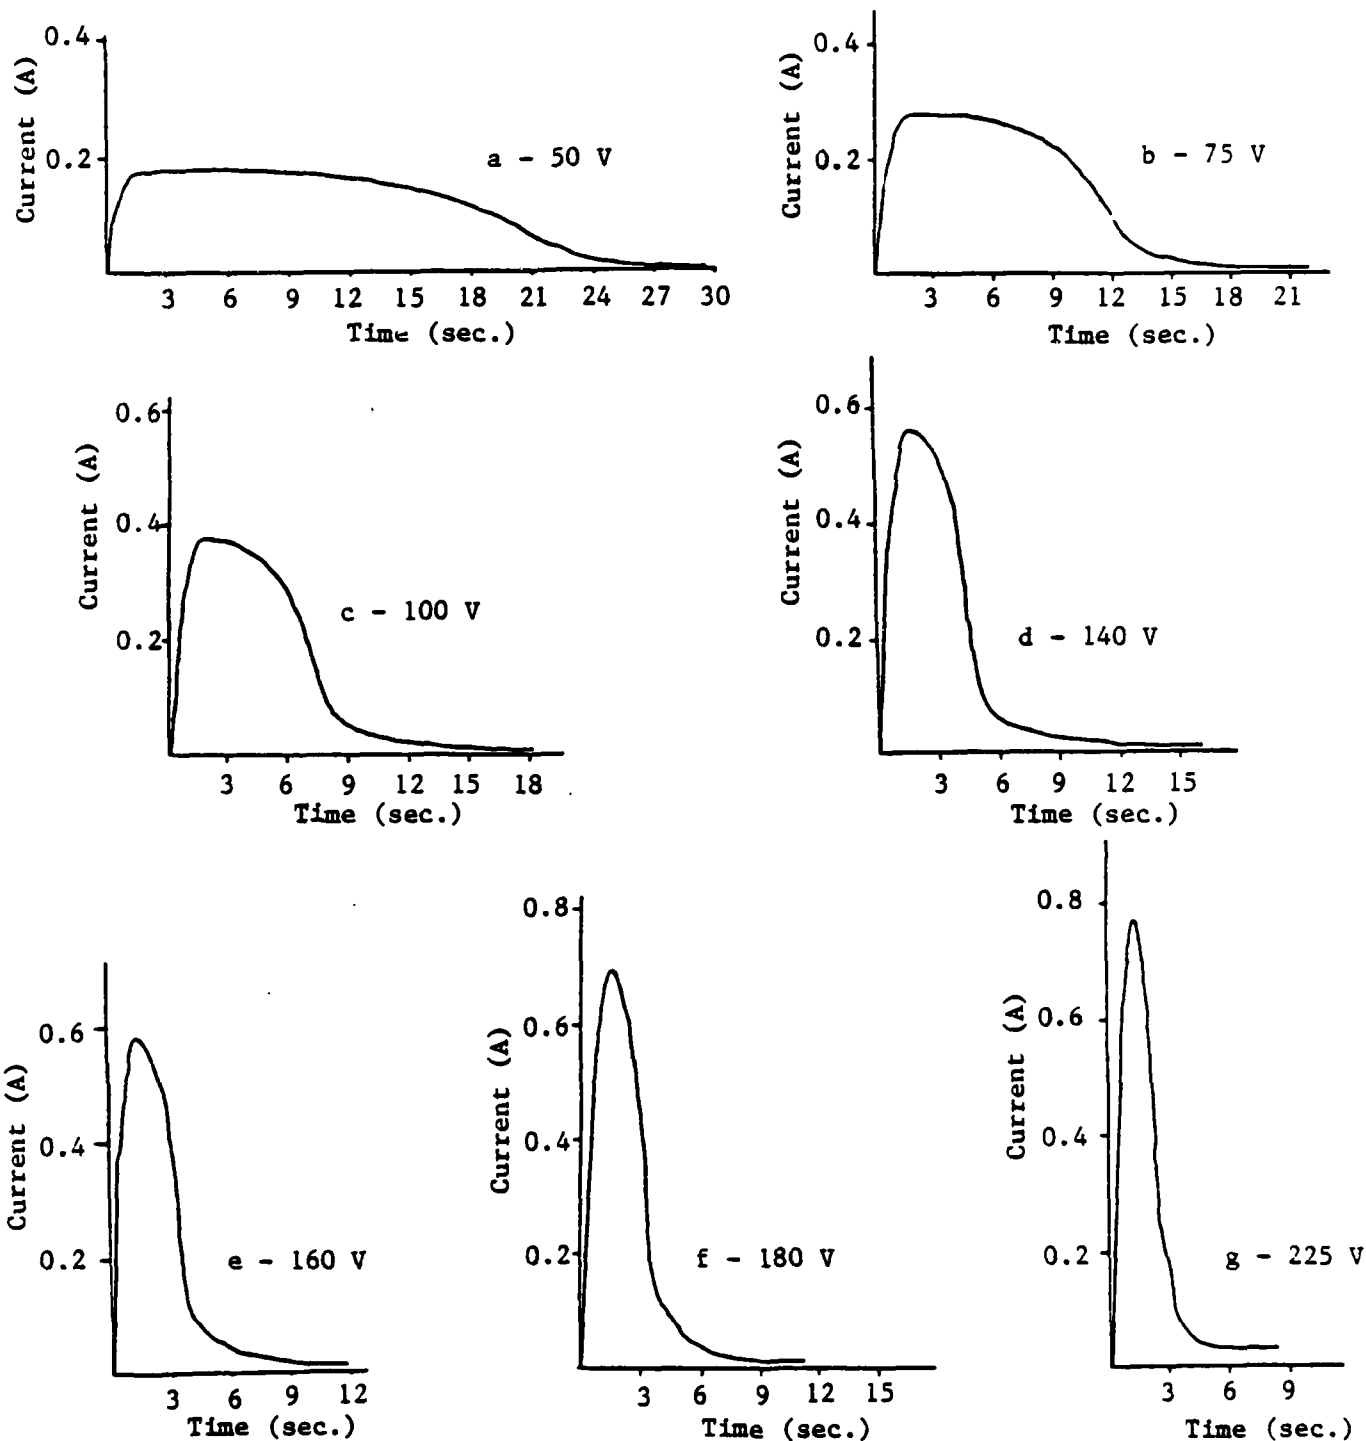 0.4
0.2
Current (A)
a - 50 V
3 6 9 12 15 18 21 24 27 30
Time (sec.)
0.4
0.2
Current (A)
b - 75 V
3 6 9 12 15 18 21
Time (sec.)
0.6
0.4
0.2
Current (A)
c - 100 V
3 6 9 12 15 18
Time (sec.)
0.6
0.4
0.2
Current (A)
d - 140 V
3 6 9 12 15
Time (sec.)
0.6
0.4
0.2
Current (A)
e - 160 V
3 6 9 12
Time (sec.)
0.8
0.6
0.4
0.2
Current (A)
f - 180 V
3 6 9 12 15
Time (sec.)
0.8
0.6
0.4
0.2
Current (A)
g - 225 V
3 6 9
Time (sec.)